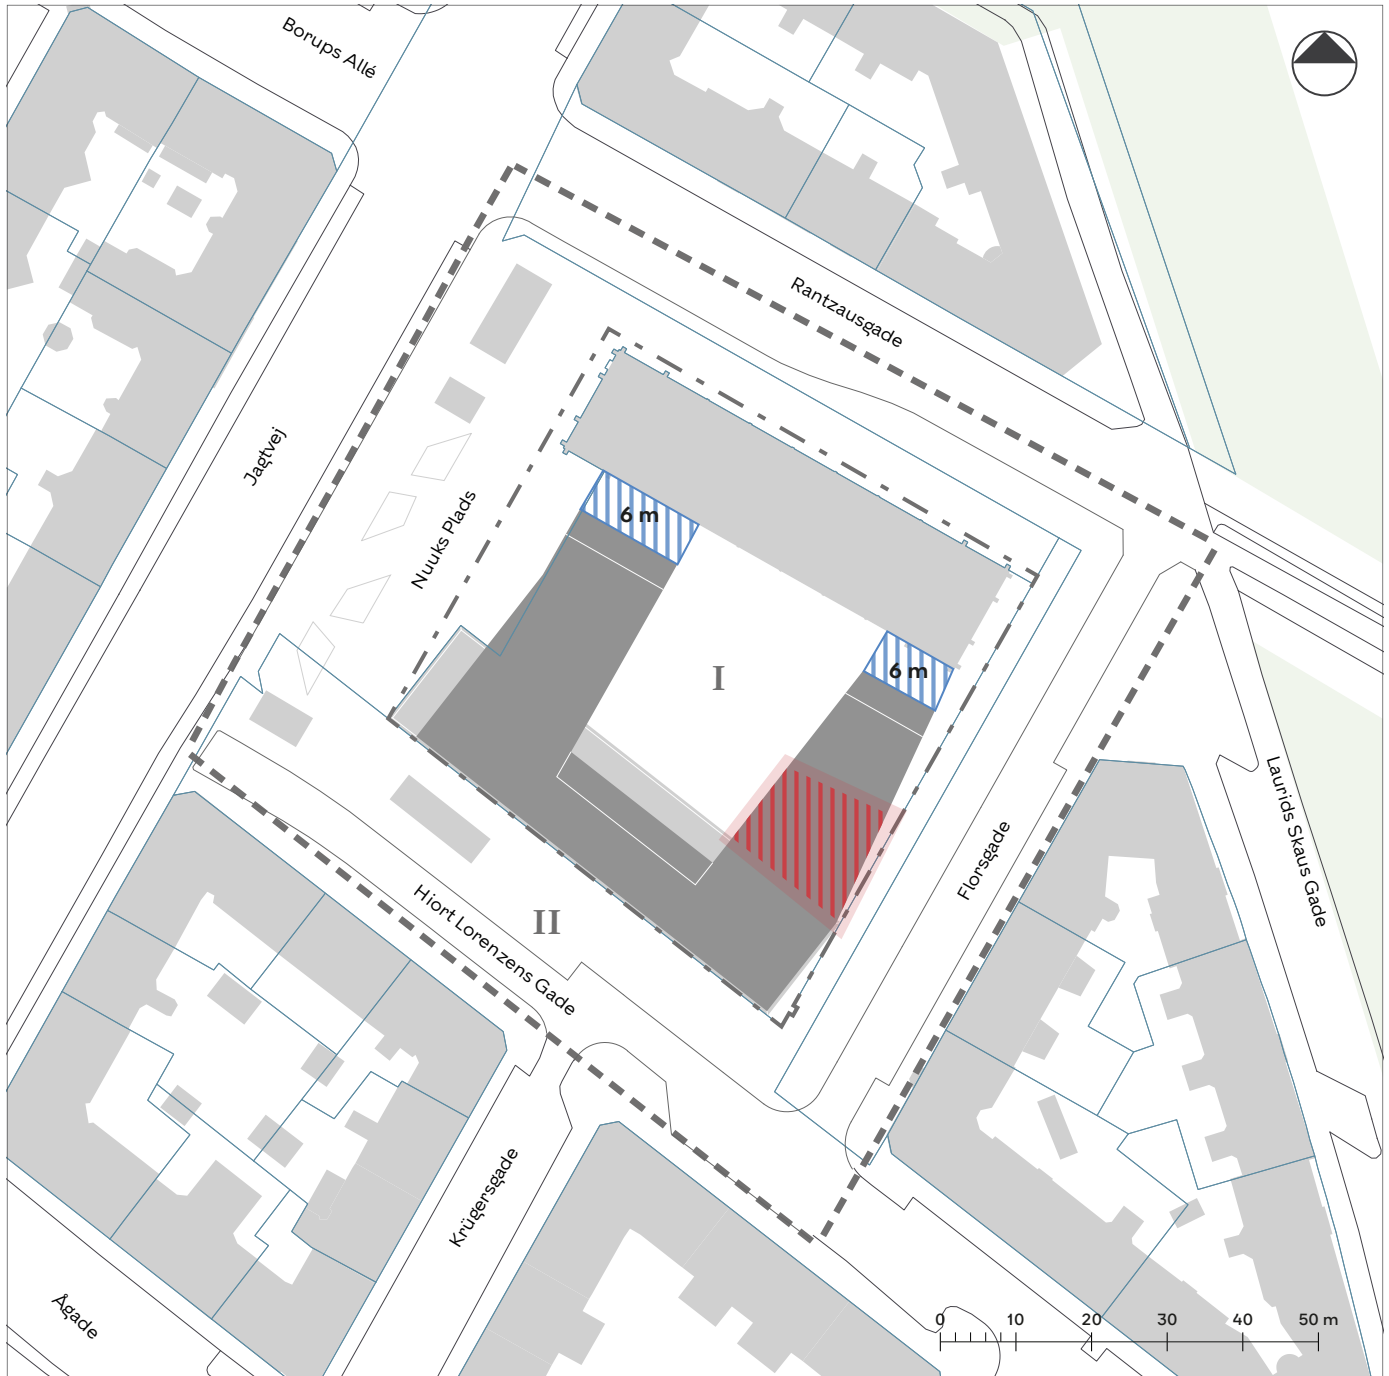 Borups Allé
Rantzausgade
Jagtvej
Nuuks Plads
6 m
6 m
I
Laurids Skaus Gade
Florsgade
II
Hiort Lorenzens Gade
Krügersgade
Ågade
0 10 20 30 40 50 m